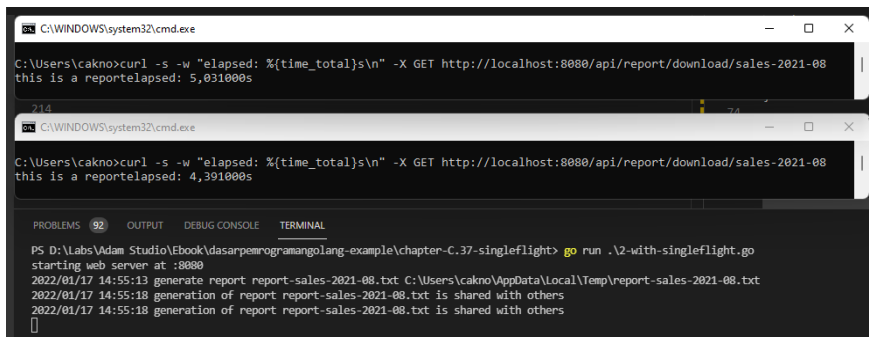 C:\WINDOWS\system32\cmd.exe
C:\Users\cakno>curl -s -w "elapsed: %{time_total}s\n" -X GET http://localhost:8080/api/report/download/sales-2021-08
this is a reportelapsed: 5,031000s
214
74
C:\WINDOWS\system32\cmd.exe
C:\Users\cakno>curl -s -w "elapsed: %{time_total}s\n" -X GET http://localhost:8080/api/report/download/sales-2021-08
this is a reportelapsed: 4,391000s
PROBLEMS 92 OUTPUT DEBUG CONSOLE TERMINAL
PS D:\Labs\Adam Studio\Ebook\dasarpemrogramangolang-example\chapter-C.37-singleflight> go run .\2-with-singleflight.go
starting web server at :8080
2022/01/17 14:55:13 generate report report-sales-2021-08.txt C:\Users\cakno\AppData\Local\Temp\report-sales-2021-08.txt
2022/01/17 14:55:18 generation of report report-sales-2021-08.txt is shared with others
2022/01/17 14:55:18 generation of report report-sales-2021-08.txt is shared with others